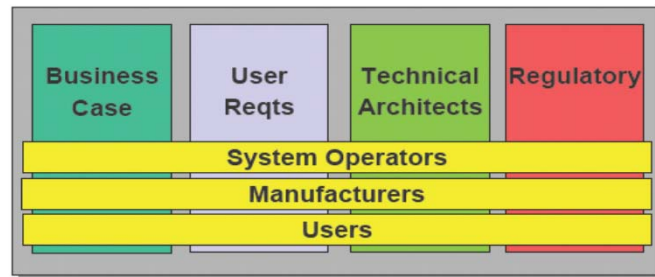 Business
Case
User
Reqts
Technical
Architects
Regulatory
System Operators
Manufacturers
Users